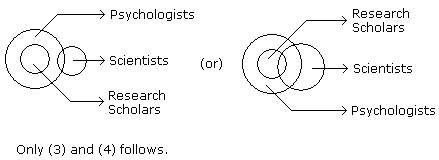 Psychologists
Scientists
Research
Scholars
(or)
Research
Scholars
Scientists
Psychologists
Only (3) and (4) follows.